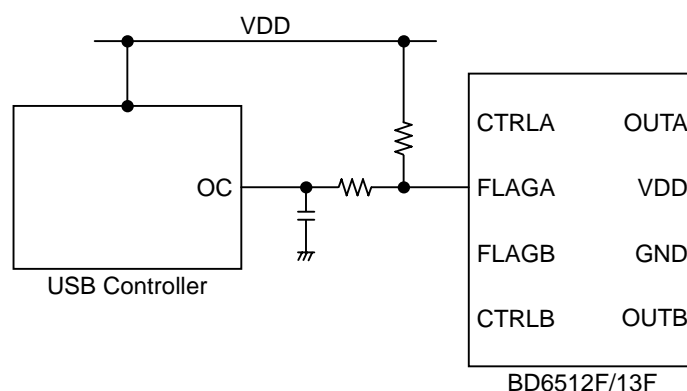 VDD
CTRLA OUTA
OC
FLAGA VDD
FLAGB GND
USB Controller
CTRLB OUTB
BD6512F/13F